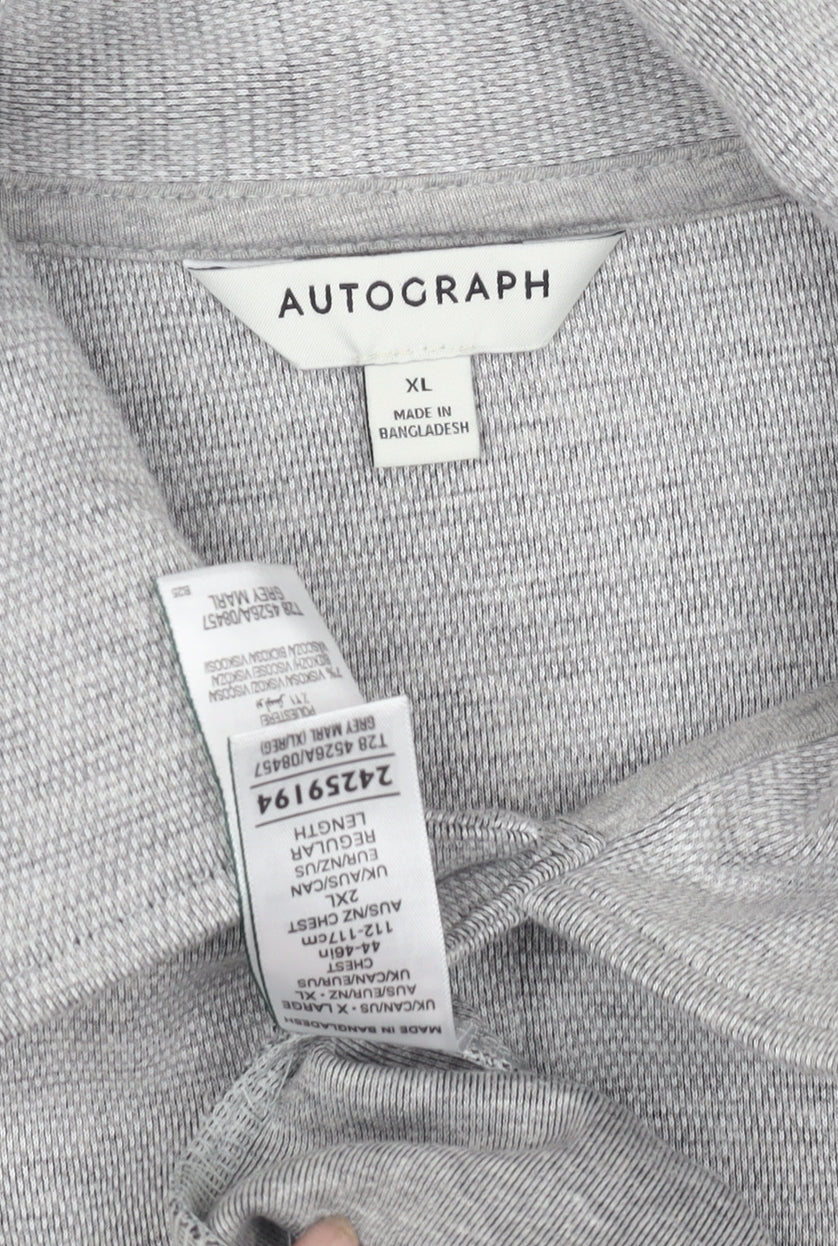 AUTOGRAPH
XL
MADE IN
BANGLADESH
MADE IN BANGLADESH
UK/CAN/US · X LARGE
AUS/EUR/NZ · XL
UK/CAN/EUR/US
CHEST
44-46in
112-117cm
AUS/NZ CHEST
2XL
UK/AUS/CAN
EUR/NZ/US
REGULAR
LENGTH
24259194
T28 4526A/08457
GREY MARL (XL/REG)
7% VISKOSA
T28 4526A/08457
GREY MARL